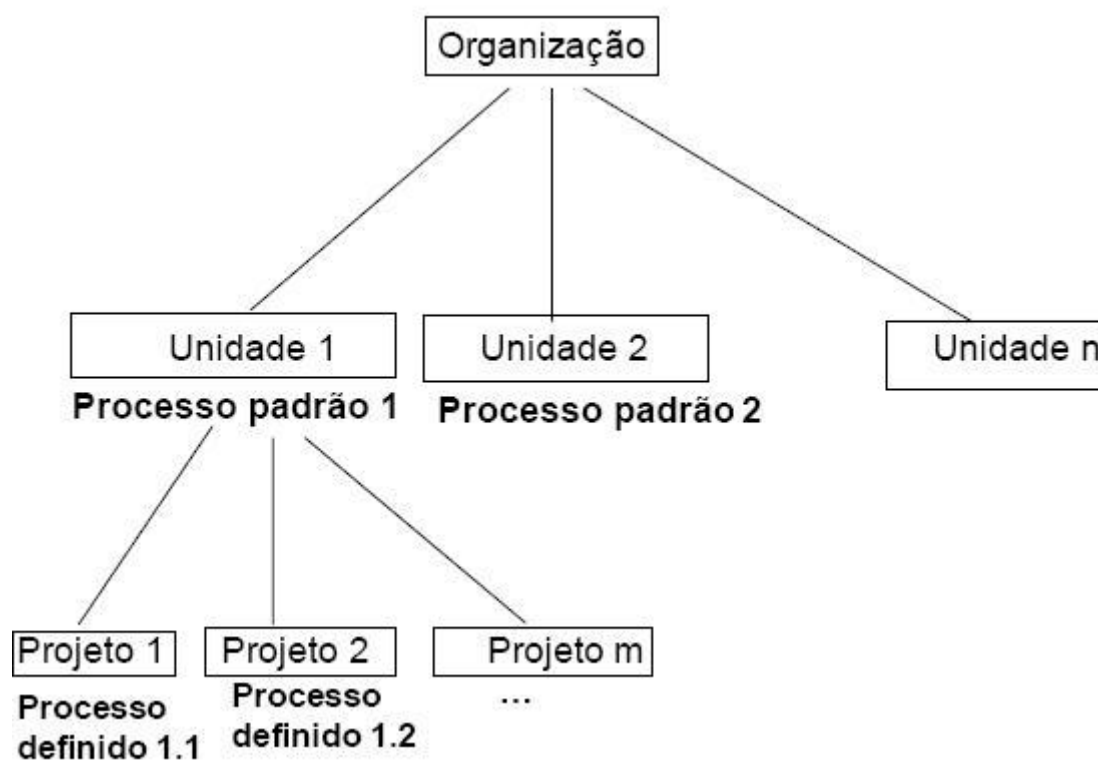 Organização
Unidade 1
Unidade 2
Unidade n
Processo padrão 1
Processo padrão 2
Projeto 1
Projeto 2
Projeto m
Processo
definido 1.1
Processo
definido 1.2
...